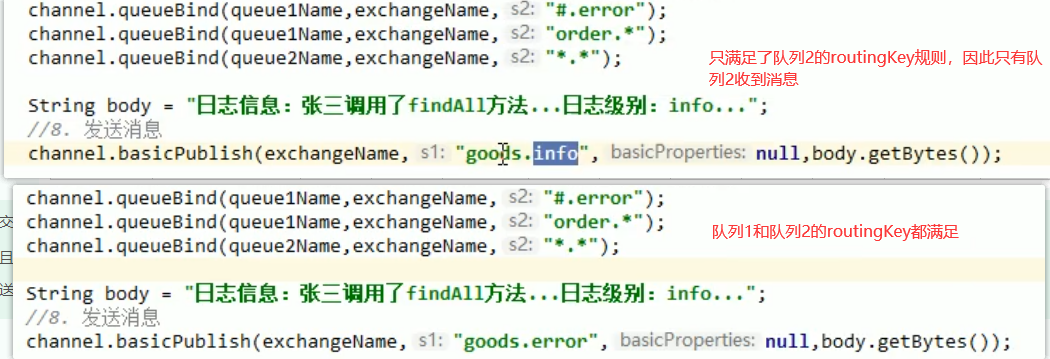 channel.queueBind(queue1Name,exchangeName, s2: "#.error");
channel.queueBind(queue1Name,exchangeName, s2: "order.*");
channel.queueBind(queue2Name,exchangeName, s2: "*.*");
只满足了队列2的routingKey规则，因此只有队
列2收到消息
String body = "日志信息：张三调用了findAll方法...日志级别：info...";
//8. 发送消息
channel.basicPublish(exchangeName, s1: "goods.info", basicProperties: null,body.getBytes());
channel.queueBind(queue1Name,exchangeName, s2: "#.error");
交
channel.queueBind(queue1Name,exchangeName, s2: "order.*");
channel.queueBind(queue2Name,exchangeName, s2: "*.*");
队列1和队列2的routingKey都满足
且
送
String body = "日志信息：张三调用了findAll方法...日志级别：info...";
//8. 发送消息
channel.basicPublish(exchangeName, s1: "goods.error", basicProperties: null,body.getBytes());